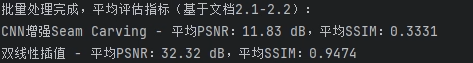 批量处理完成，平均评估指标（基于文档2.1-2.2）：
CNN增强Seam Carving - 平均PSNR：11.83 dB，平均SSIM：0.3331
双线性插值 - 平均PSNR：32.32 dB，平均SSIM：0.9474